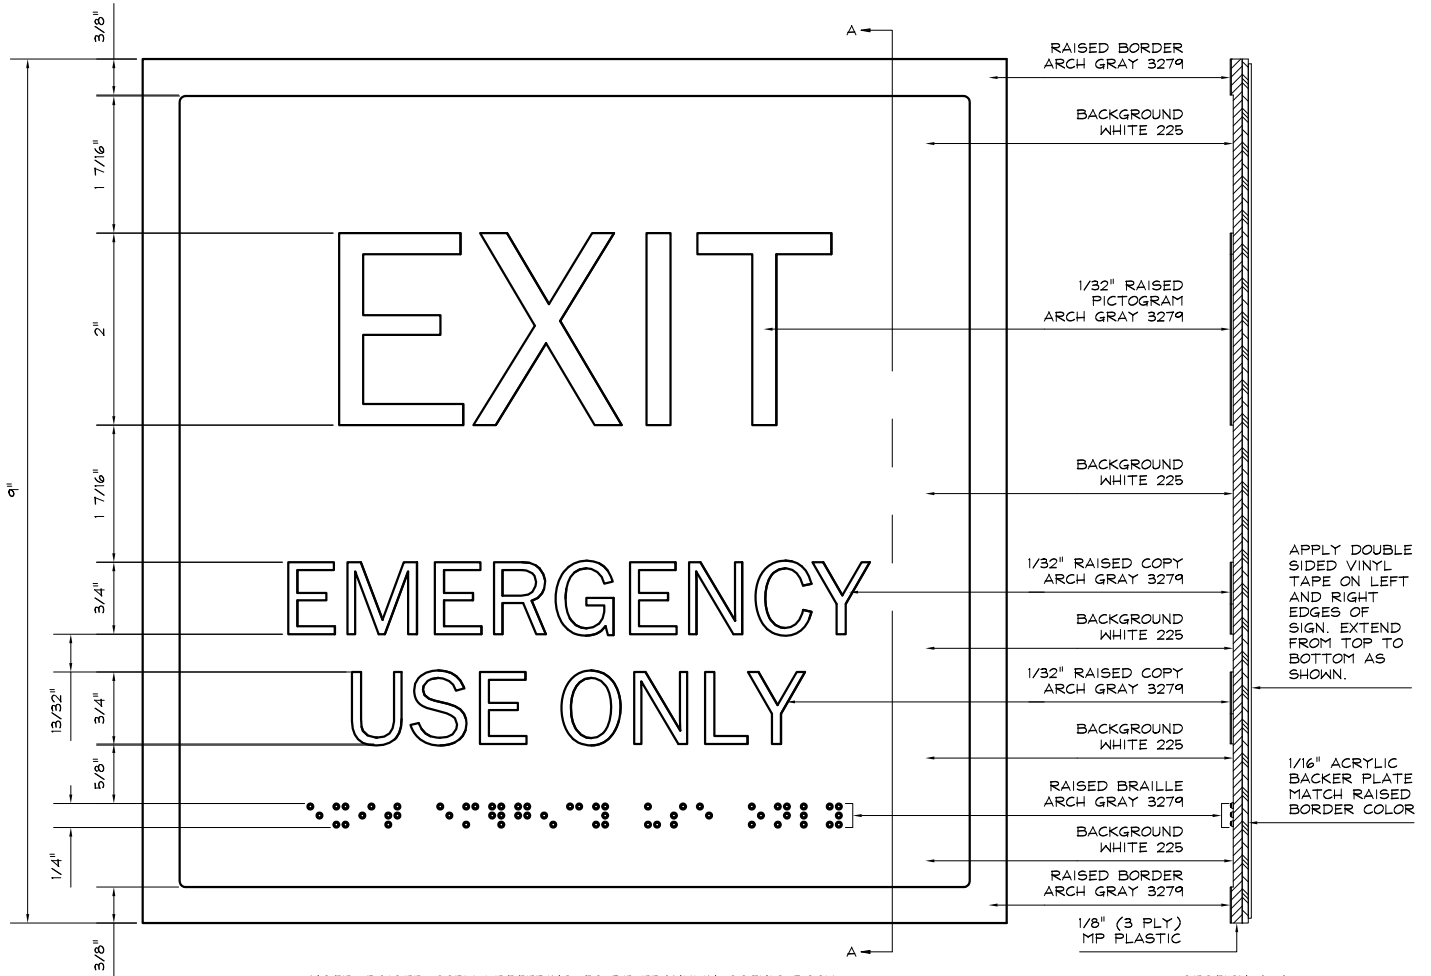 3/8"
A
RAISED BORDER
ARCH GRAY 3279
BACKGROUND
WHITE 225
1 7/16"
EXIT
2"
1/32" RAISED
PICTOGRAM
ARCH GRAY 3279
9"
1 7/16"
BACKGROUND
WHITE 225
3/4"
EMERGENCY
1/32" RAISED COPY
ARCH GRAY 3279
BACKGROUND
WHITE 225
APPLY DOUBLE
SIDED VINYL
TAPE ON LEFT
AND RIGHT
EDGES OF
SIGN. EXTEND
FROM TOP TO
BOTTOM AS
SHOWN.
13/32"
3/4"
USE ONLY
1/32" RAISED COPY
ARCH GRAY 3279
BACKGROUND
WHITE 225
5/8"
RAISED BRAILLE
ARCH GRAY 3279
1/16" ACRYLIC
BACKER PLATE
MATCH RAISED
BORDER COLOR
1/4"
BACKGROUND
WHITE 225
RAISED BORDER
ARCH GRAY 3279
3/8"
A
1/8" (3 PLY)
MP PLASTIC